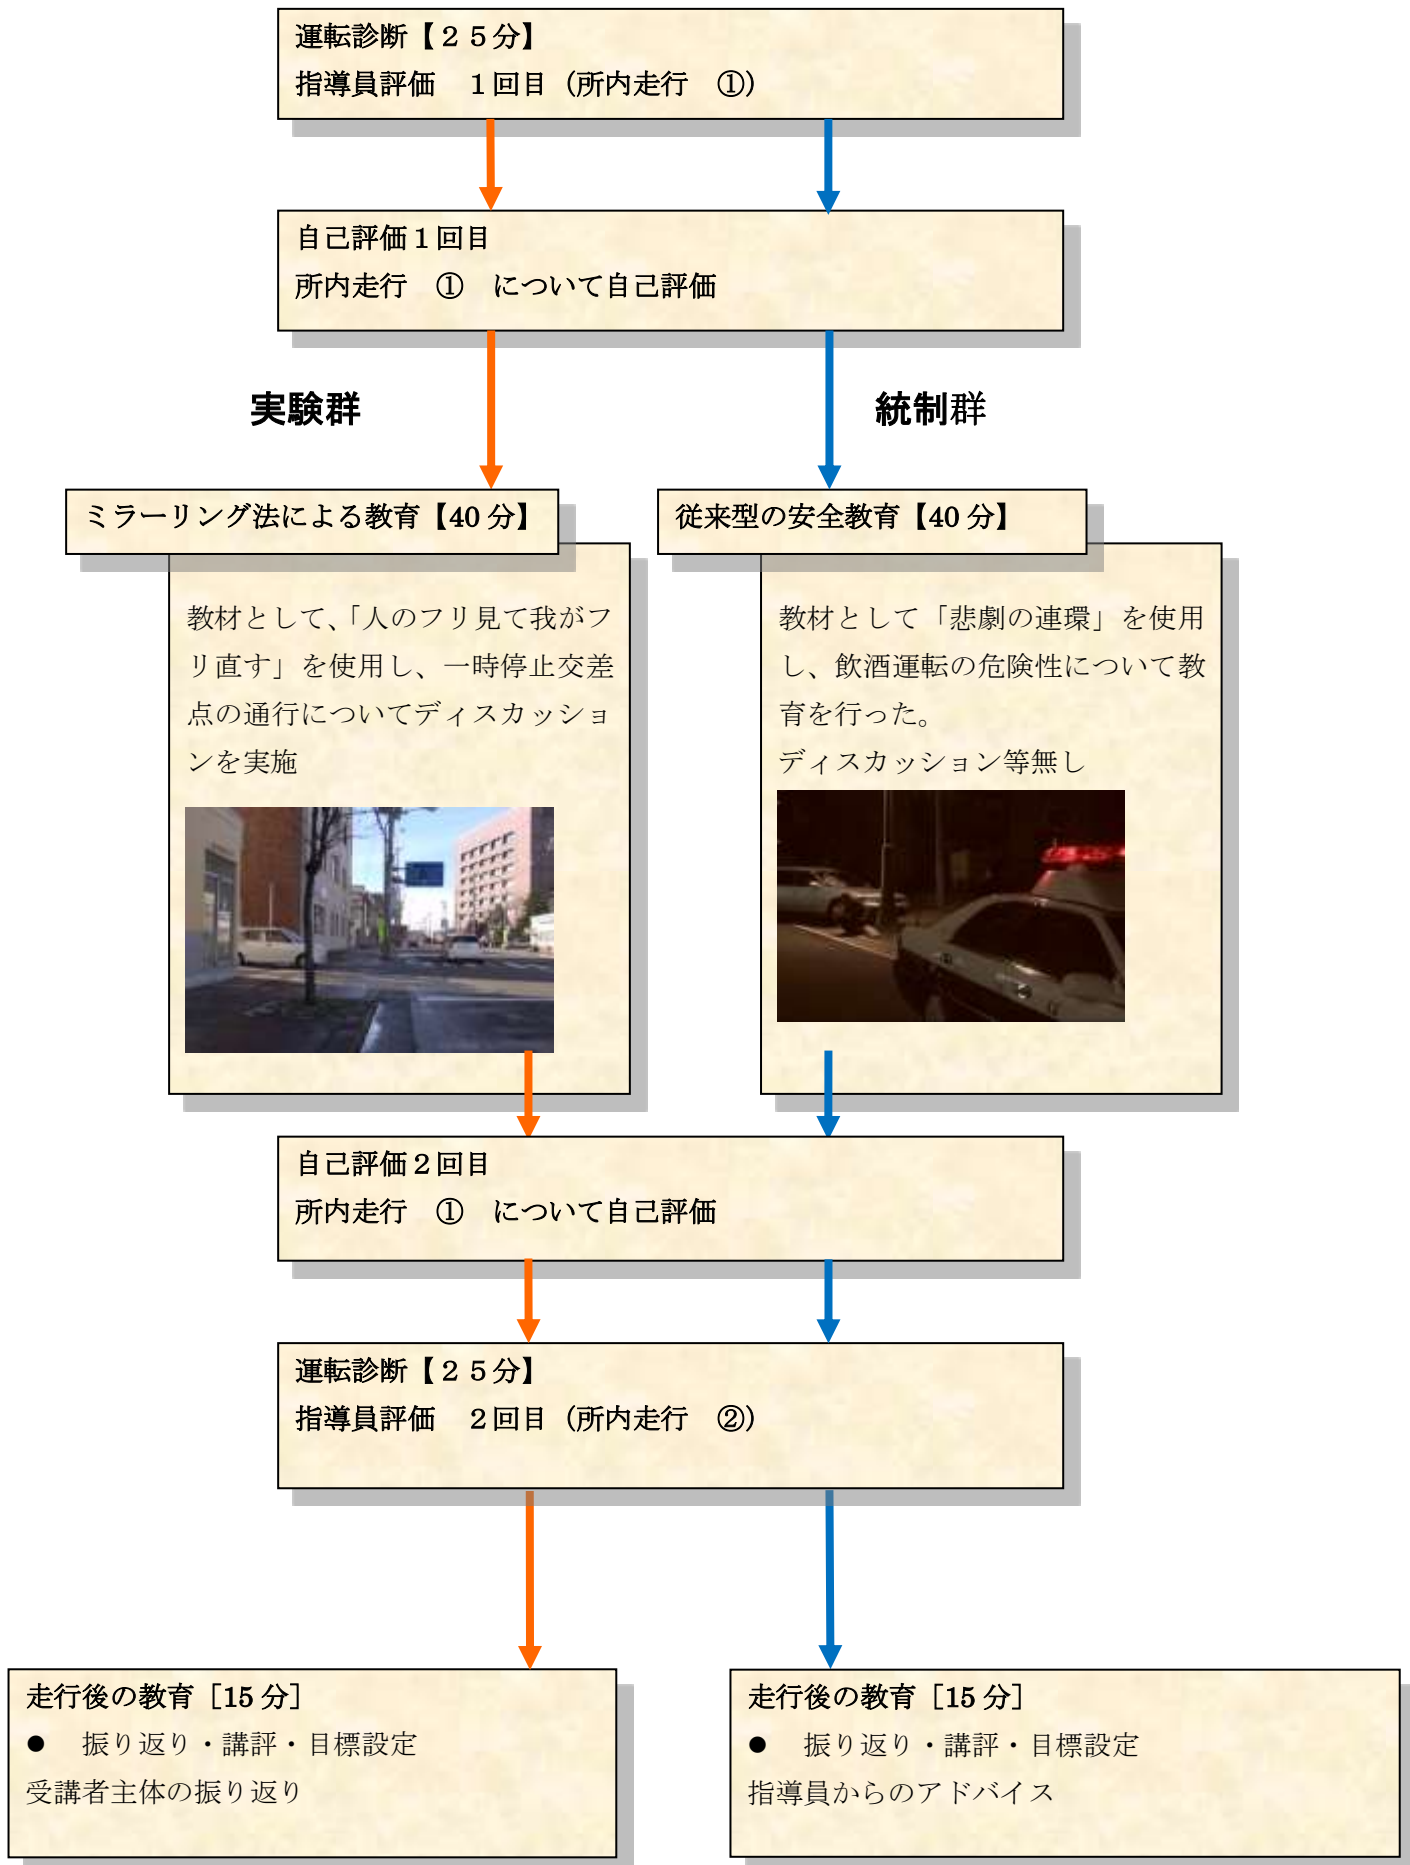 運転診断【２５分】
指導員評価　１回目（所内走行　①）
自己評価１回目
所内走行　①　について自己評価
実験群
統制群
ミラーリング法による教育【40 分】
教材として、「人のフリ見て我がフ
リ直す」を使用し、一時停止交差
点の通行についてディスカッショ
ンを実施
従来型の安全教育【40 分】
教材として「悲劇の連環」を使用
し、飲酒運転の危険性について教
育を行った。
ディスカッション等無し
自己評価２回目
所内走行　①　について自己評価
運転診断【２５分】
指導員評価　２回目（所内走行　②）
走行後の教育［15 分］
●　振り返り・講評・目標設定
受講者主体の振り返り
走行後の教育［15 分］
●　振り返り・講評・目標設定
指導員からのアドバイス